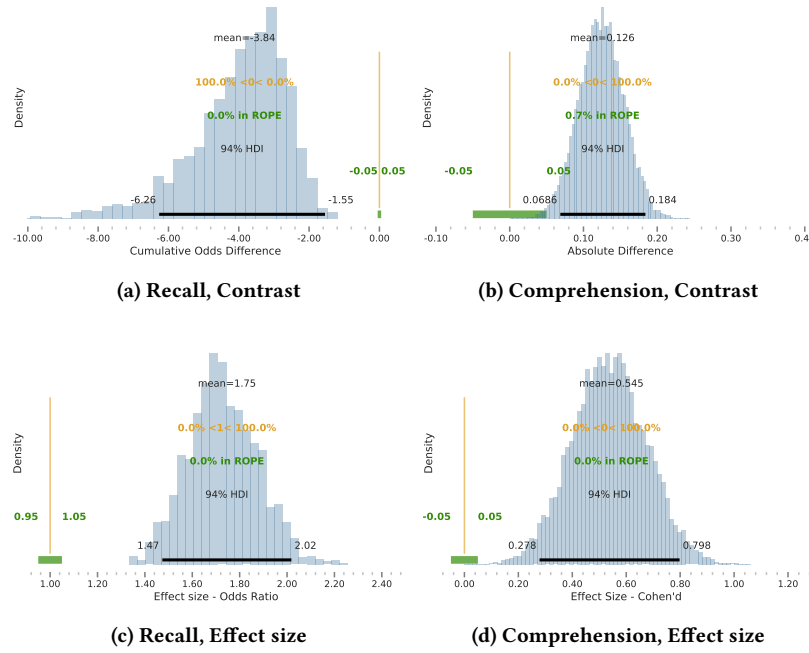 mean=-3.84
100.0% <0< 0.0%
0.0% in ROPE
94% HDI
-0.05 0.05
-6.26 -1.55
Density
-10.00 -8.00 -6.00 -4.00 -2.00 0.00
Cumulative Odds Difference
(a) Recall, Contrast
mean=0.126
0.0% <0< 100.0%
0.7% in ROPE
94% HDI
-0.05 0.05
0.0686 0.184
Density
-0.10 0.00 0.10 0.20 0.30 0.4
Absolute Difference
(b) Comprehension, Contrast
mean=1.75
0.0% <1< 100.0%
0.0% in ROPE
94% HDI
0.95 1.05
1.47 2.02
Density
1.00 1.20 1.40 1.60 1.80 2.00 2.20 2.40
Effect size - Odds Ratio
(c) Recall, Effect size
mean=0.545
0.0% <0< 100.0%
0.0% in ROPE
94% HDI
-0.05 0.05
0.278 0.798
Density
0.00 0.20 0.40 0.60 0.80 1.00 1.20
Effect Size - Cohen'd
(d) Comprehension, Effect size